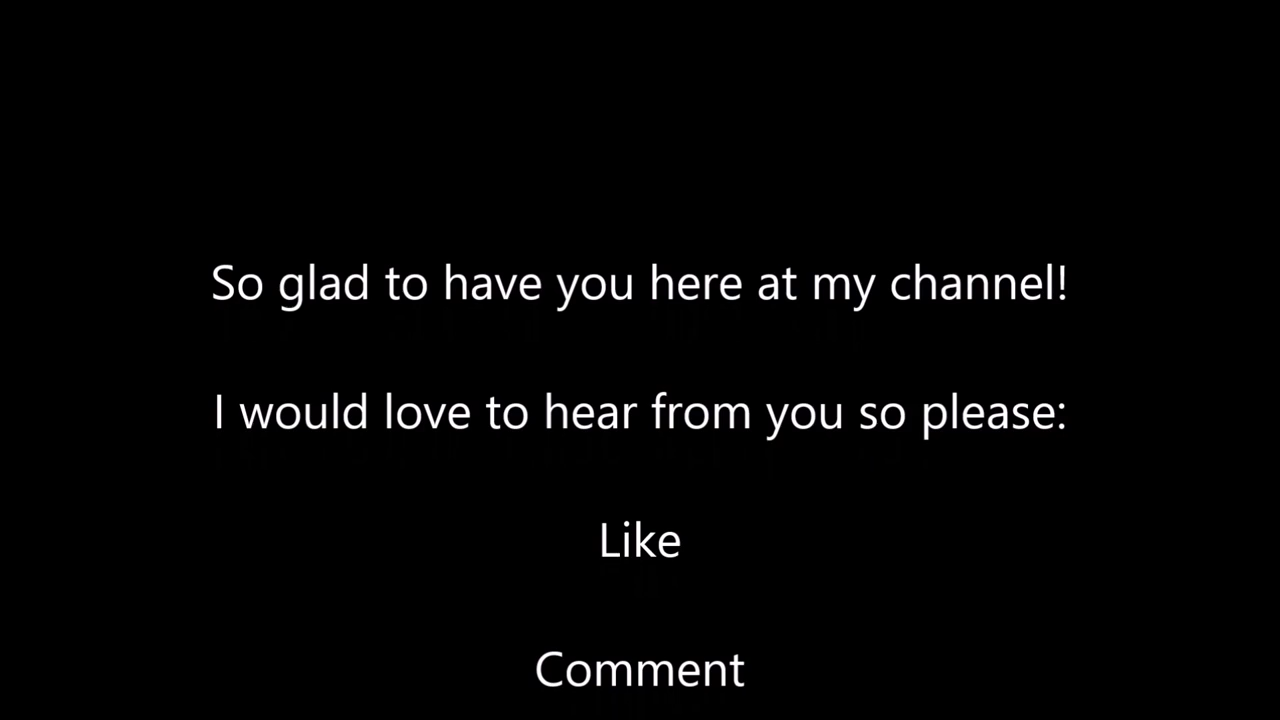 So glad to have you here at my channel!
I would love to hear from you so please:
Like
Comment